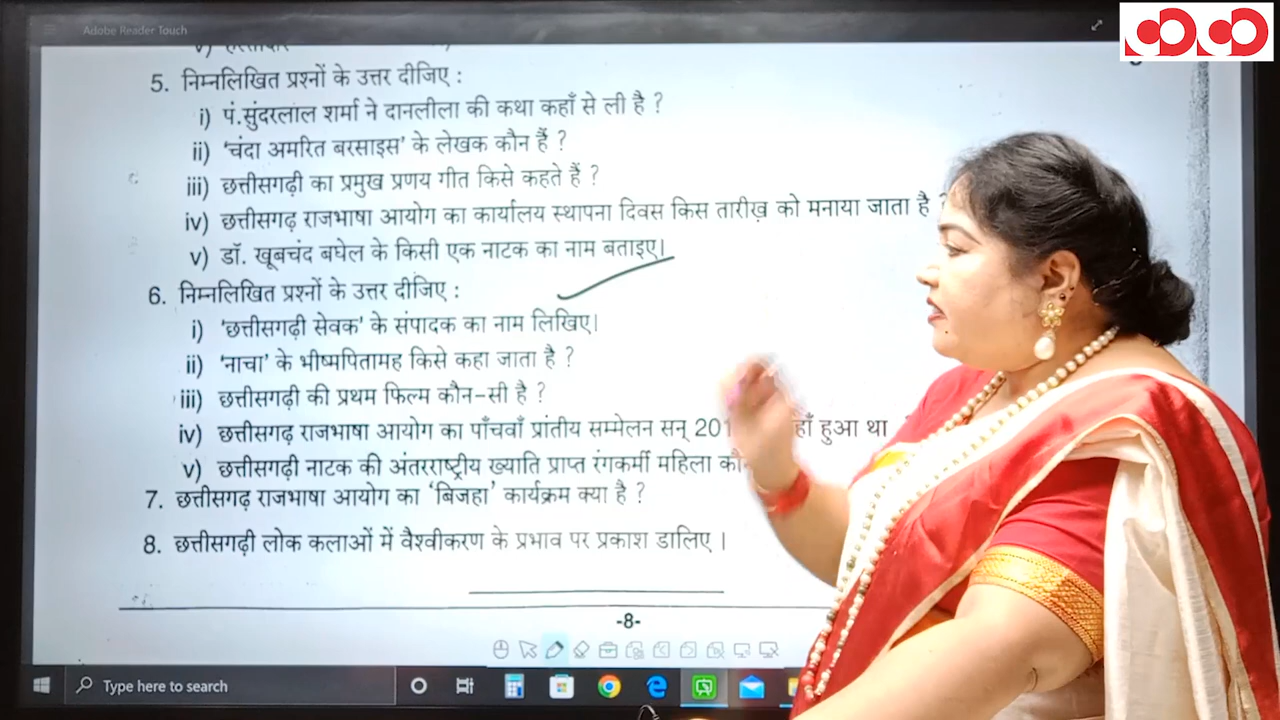 Adobe Reader Touch
5. निम्नलिखित प्रश्नों के उत्तर दीजिए :
i) पं.सुंदरलाल शर्मा ने दानलीला की कथा कहाँ से ली है ?
ii) 'चंदा अमरित बरसाइस' के लेखक कौन हैं ?
iii) छत्तीसगढ़ी का प्रमुख प्रणय गीत किसे कहते हैं ?
iv) छत्तीसगढ़ राजभाषा आयोग का कार्यालय स्थापना दिवस किस तारीख़ को मनाया जाता है ?
v) डॉ. खूबचंद बघेल के किसी एक नाटक का नाम बताइए।
6. निम्नलिखित प्रश्नों के उत्तर दीजिए :
i) 'छत्तीसगढ़ी सेवक' के संपादक का नाम लिखिए।
ii) 'नाचा' के भीष्मपितामह किसे कहा जाता है ?
iii) छत्तीसगढ़ी की प्रथम फिल्म कौन-सी है ?
iv) छत्तीसगढ़ राजभाषा आयोग का पाँचवाँ प्रांतीय सम्मेलन सन् हुआ था
v) छत्तीसगढ़ी नाटक की अंतरराष्ट्रीय ख्याति प्राप्त रंगकर्मी महिला
7. छत्तीसगढ़ राजभाषा आयोग का 'बिजहा' कार्यक्रम क्या है ?
8. छत्तीसगढ़ी लोक कलाओं में वैश्वीकरण के प्रभाव पर प्रकाश डालिए ।
-8-
Type here to search